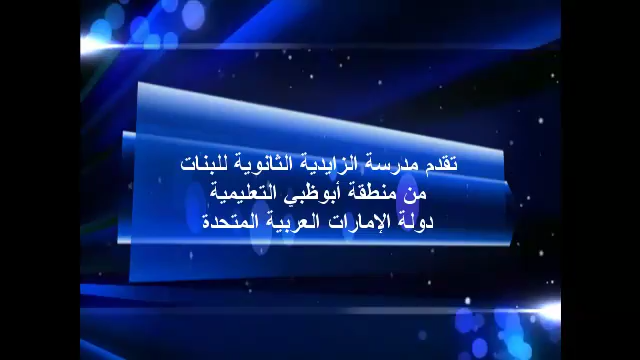 تقدم مدرسة الزايدية الثانوية للبنات
من منطقة أبوظبي التعليمية
دولة الإمارات العربية المتحدة